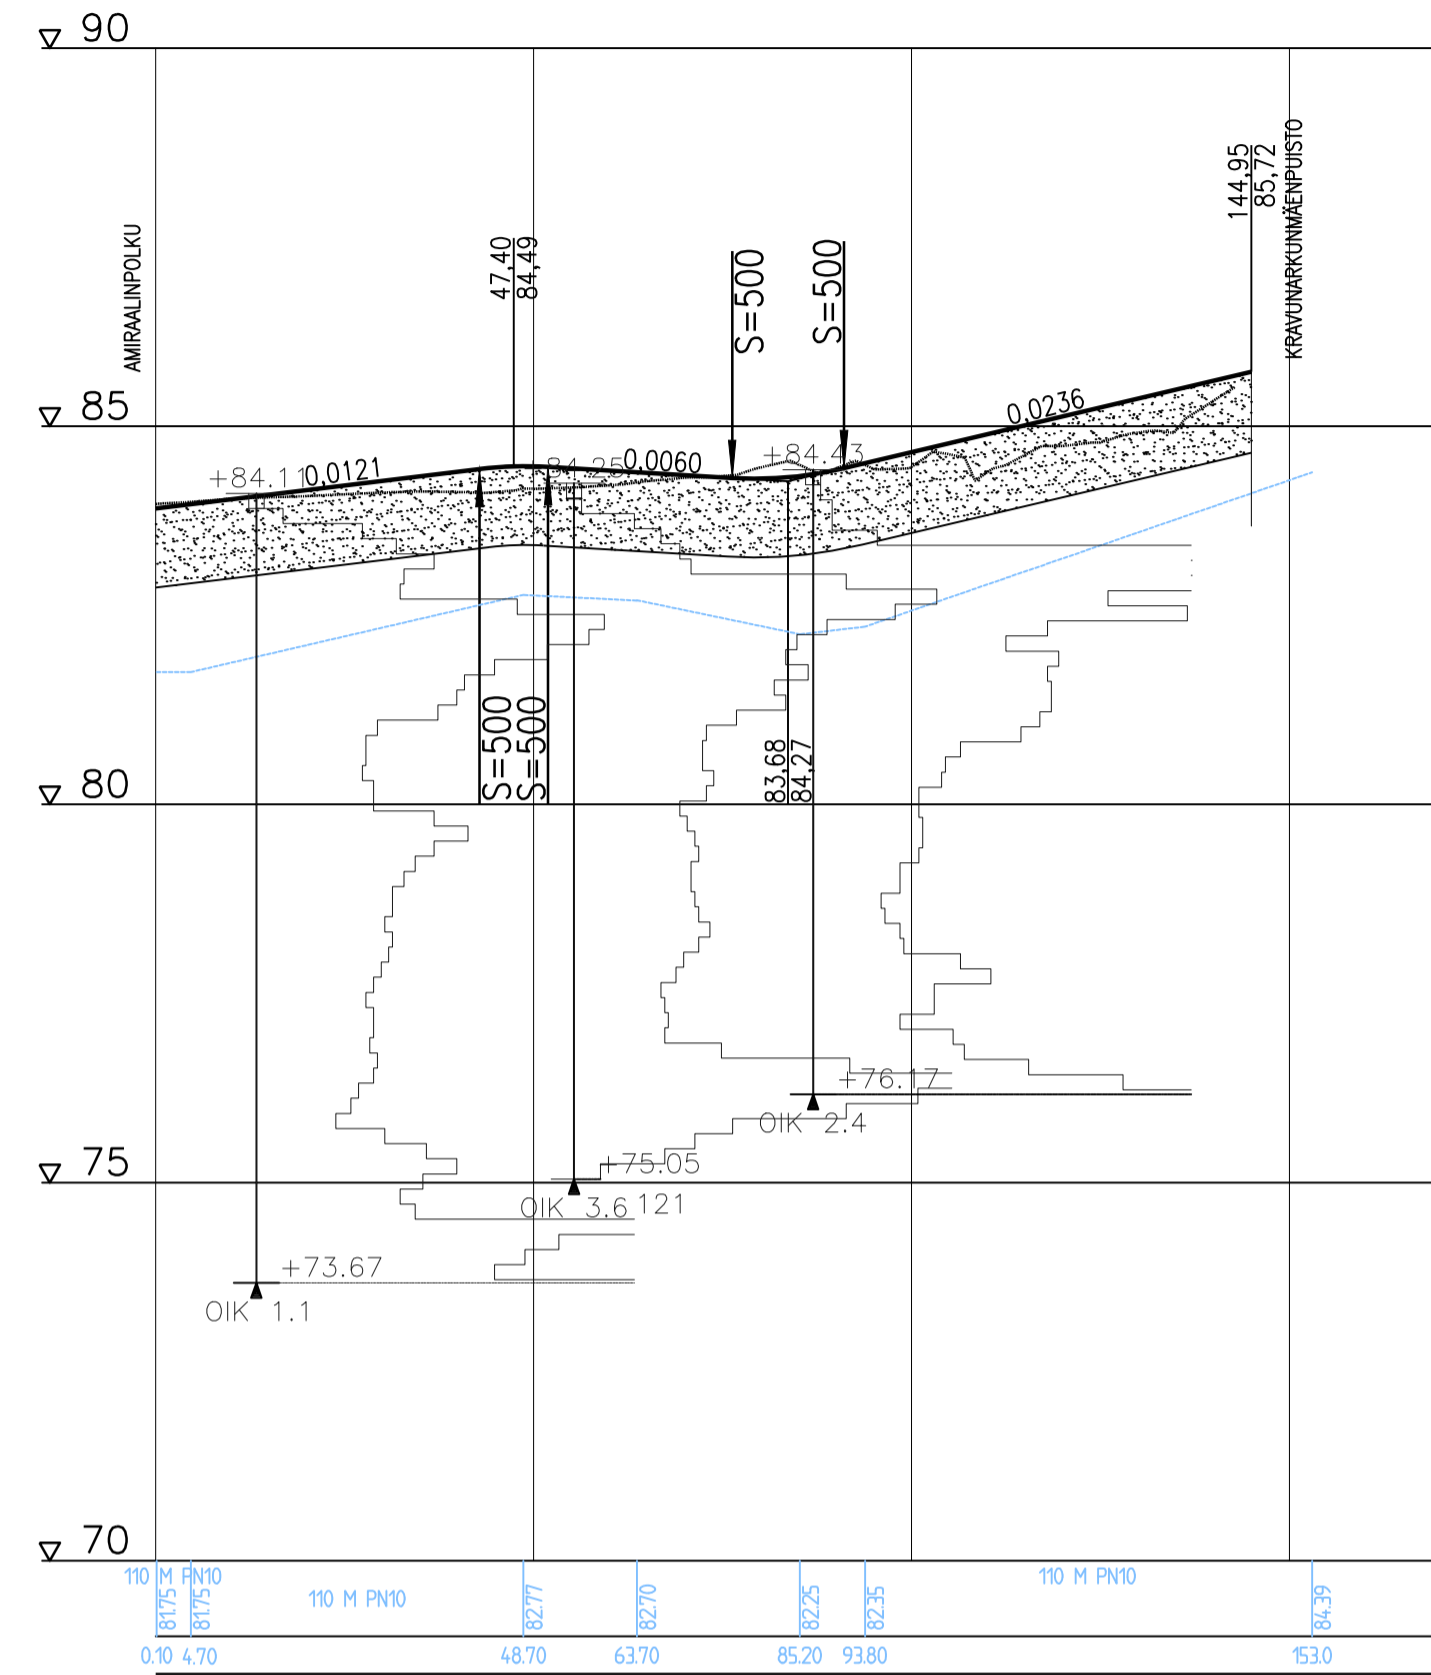 90
AMIRAALINPOLKU
47,40
84,49
S=500
S=500
144,95
85,72
KRAVUNARKUNMÄENPUISTO
85
+84.11
0,0121
+84.25
0,0060
+84.43
0,0236
S=500
S=500
83,68
84,27
80
+76.17
OIK 2.4
75
+75.05
OIK 3.6
121
+73.67
OIK 1.1
70
110 M PN10
110 M PN10
110 M PN10
81.75
81.75
82.77
82.70
82.25
82.35
84.39
0.10
4.70
48.70
63.70
85.20
93.80
153.0